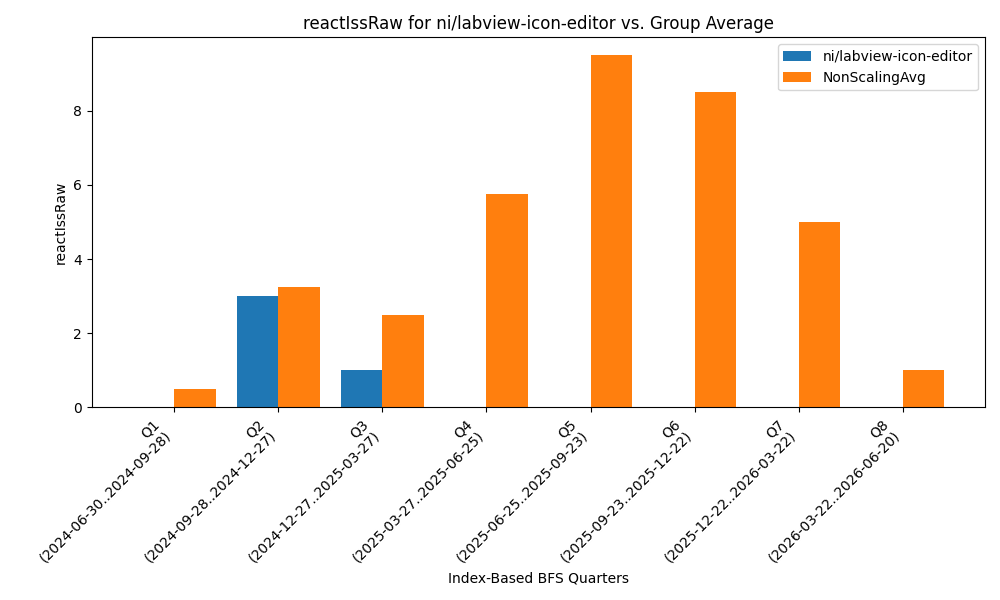 reactIssRaw for ni/labview-icon-editor vs. Group Average
ni/labview-icon-editor
NonScalingAvg
reactIssRaw
8
6
4
2
0
Q1
(2024-06-30..2024-09-28)
Q2
(2024-09-28..2024-12-27)
Q3
(2024-12-27..2025-03-27)
Q4
(2025-03-27..2025-06-25)
Q5
(2025-06-25..2025-09-23)
Q6
(2025-09-23..2025-12-22)
Q7
(2025-12-22..2026-03-22)
Q8
(2026-03-22..2026-06-20)
Index-Based BFS Quarters